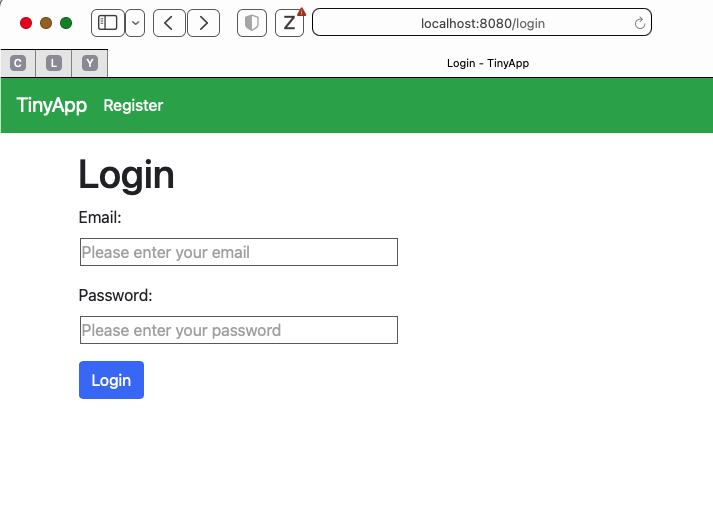 Z
localhost:8080/login
C L Y Login - TinyApp
TinyApp Register
Login
Email:
Please enter your email
Password:
Please enter your password
Login